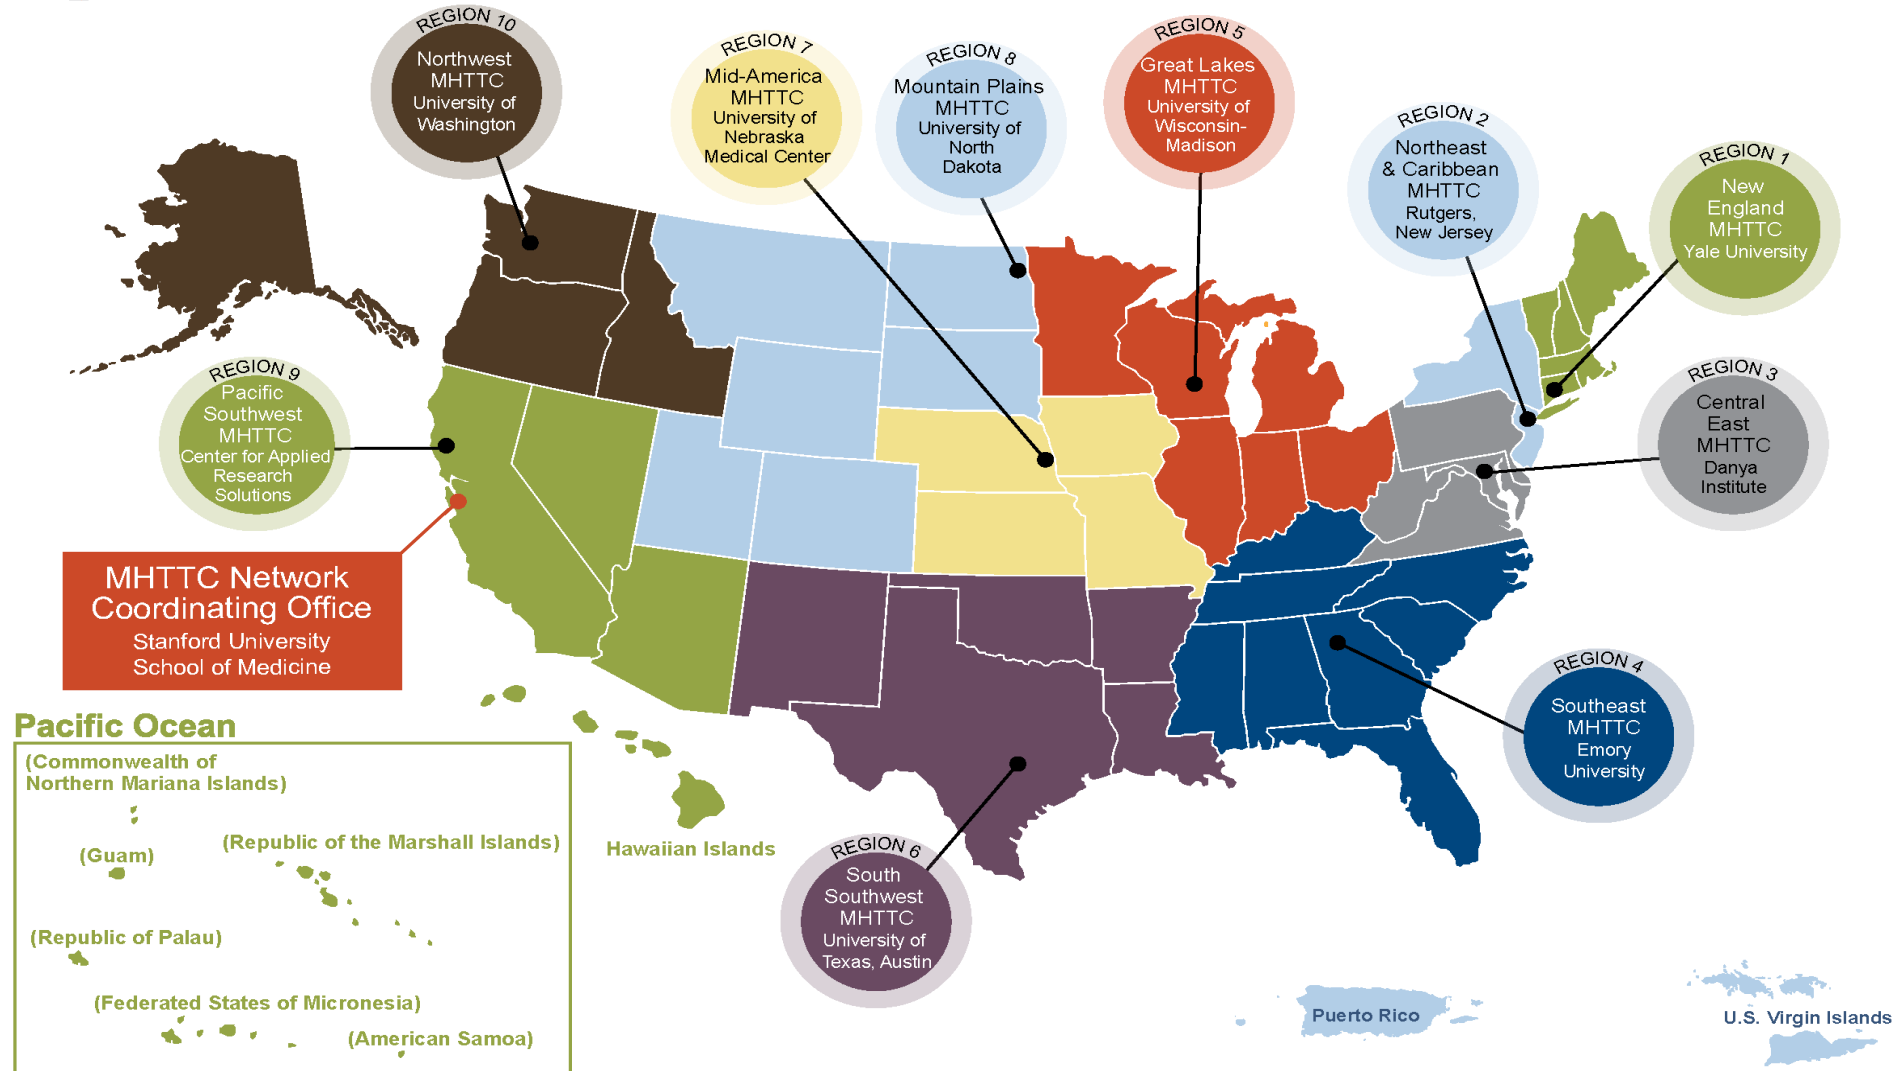 REGION 10
Northwest
MHTTC
University of
Washington
REGION 7
Mid-America
MHTTC
University of
Nebraska
Medical Center
REGION 8
Mountain Plains
MHTTC
University of
North
Dakota
REGION 5
Great Lakes
MHTTC
University of
Wisconsin-
Madison
REGION 2
Northeast
& Caribbean
MHTTC
Rutgers,
New Jersey
REGION 1
New
England
MHTTC
Yale University
REGION 9
Pacific
Southwest
MHTTC
Center for Applied
Research
Solutions
REGION 3
Central
East
MHTTC
Danya
Institute
MHTTC Network
Coordinating Office
Stanford University
School of Medicine
REGION 4
Southeast
MHTTC
Emory
University
Pacific Ocean
(Commonwealth of
Northern Mariana Islands)
(Guam)
(Republic of the Marshall Islands)
(Republic of Palau)
(Federated States of Micronesia)
(American Samoa)
Hawaiian Islands
REGION 6
South
Southwest
MHTTC
University of
Texas, Austin
Puerto Rico
U.S. Virgin Islands